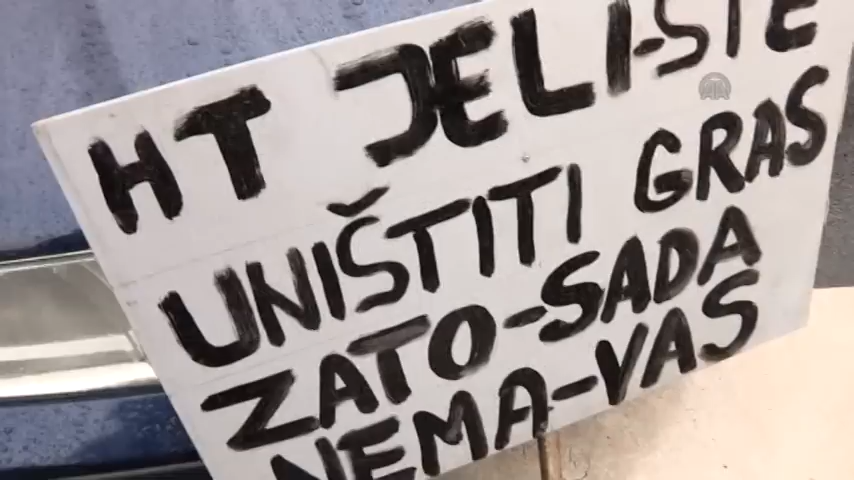 HT JELI-STE
UNIŠTITI GRAS
ZATO-SADA
NEMA-VAS